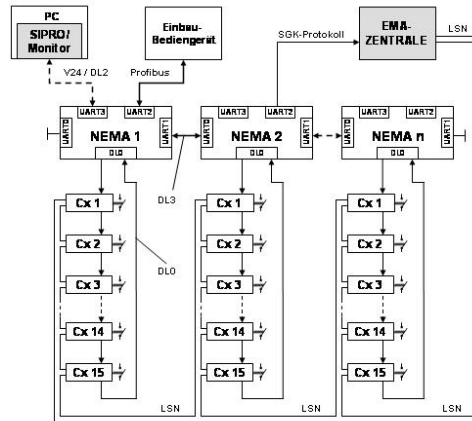 PC
SIPRO/
Monitor
Einbau-
Bediengerät
SGK-Protokoll
EMA-
ZENTRALE
LSN
V24 / DL2
Profibus
UART3
UART2
UART0
NEMA 1
UART1
DL0
UART3
UART2
UART0
NEMA 2
UART1
DL0
UART3
UART2
UART0
NEMA n
UART1
DL0
DL3
DL0
Cx 1
Cx 2
Cx 3
Cx 14
Cx 15
Cx 1
Cx 2
Cx 3
Cx 14
Cx 15
Cx 1
Cx 2
Cx 3
Cx 14
Cx 15
LSN
LSN